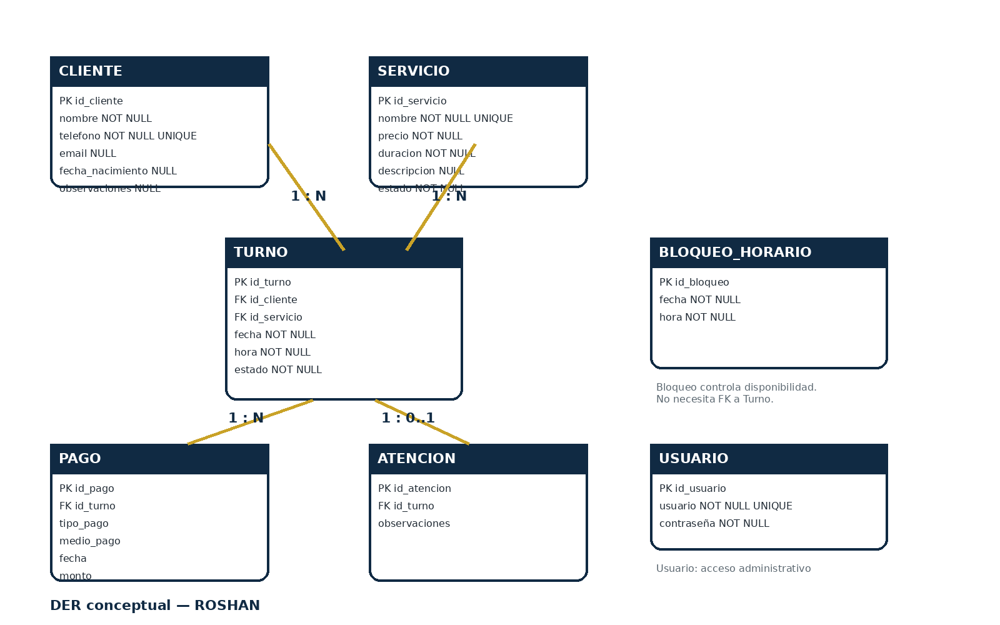 CLIENTE
PK id_cliente
nombre NOT NULL
telefono NOT NULL UNIQUE
email NULL
fecha_nacimiento NULL
observaciones NULL
SERVICIO
PK id_servicio
nombre NOT NULL UNIQUE
precio NOT NULL
duracion NOT NULL
descripcion NULL
estado NOT NULL
1 : N
1 : N
TURNO
PK id_turno
FK id_cliente
FK id_servicio
fecha NOT NULL
hora NOT NULL
estado NOT NULL
BLOQUEO_HORARIO
PK id_bloqueo
fecha NOT NULL
hora NOT NULL
Bloqueo controla disponibilidad.
No necesita FK a Turno.
1 : N
1 : 0..1
PAGO
PK id_pago
FK id_turno
tipo_pago
medio_pago
fecha
monto
ATENCION
PK id_atencion
FK id_turno
observaciones
USUARIO
PK id_usuario
usuario NOT NULL UNIQUE
contraseña NOT NULL
Usuario: acceso administrativo
DER conceptual — ROSHAN